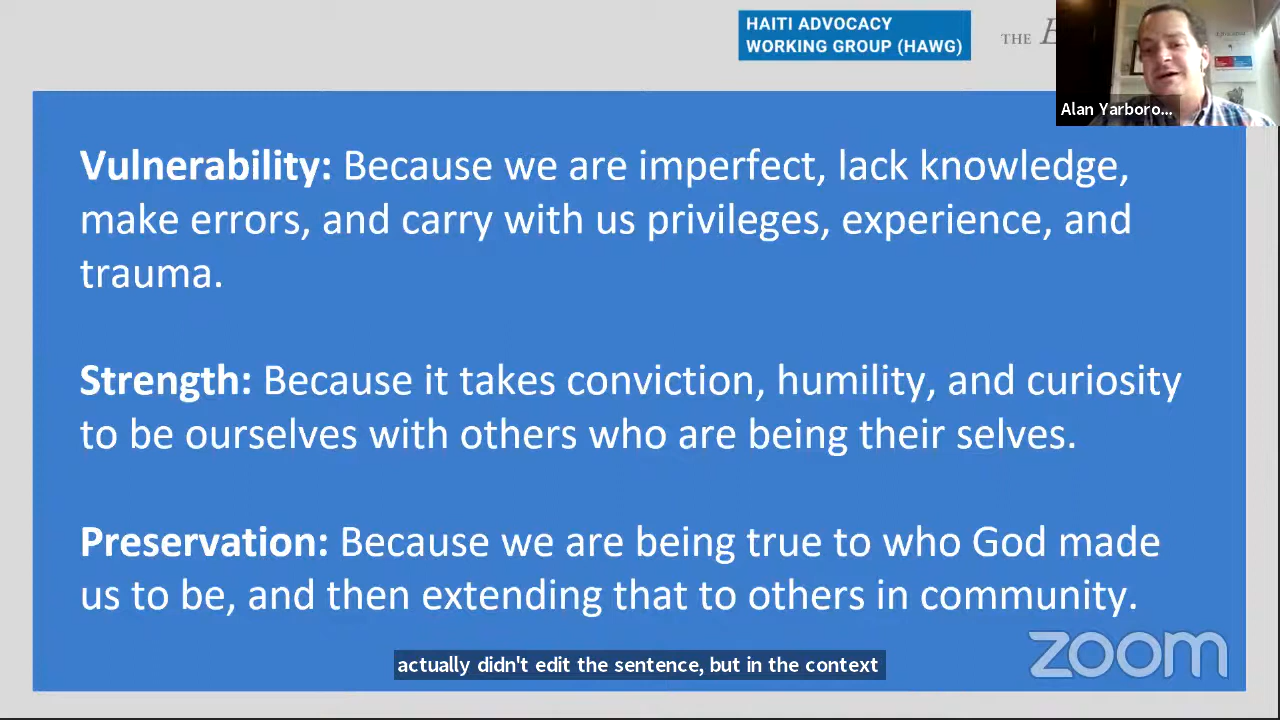 HAITI ADVOCACY
WORKING GROUP (HAWG)
THE E
Alan Yarboro...
Vulnerability: Because we are imperfect, lack knowledge,
make errors, and carry with us privileges, experience, and
trauma.
Strength: Because it takes conviction, humility, and curiosity
to be ourselves with others who are being their selves.
Preservation: Because we are being true to who God made
us to be, and then extending that to others in community.
actually didn't edit the sentence, but in the context
zoom